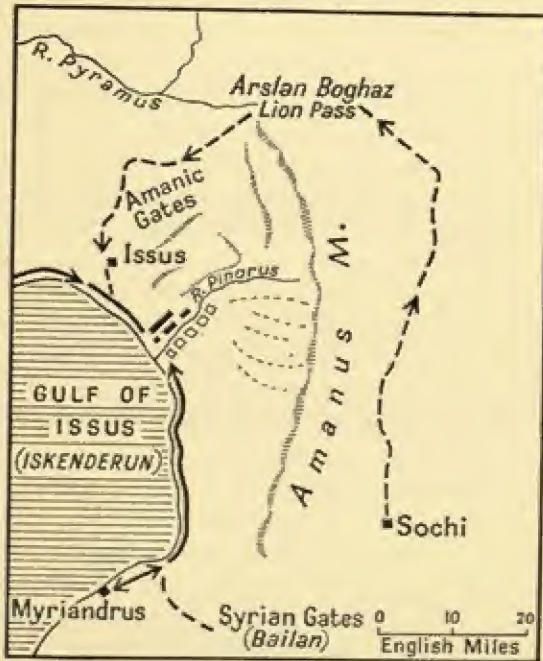 R. Pyramus
Arslan Boghaz
Lion Pass
Amanic
Gates
Issus
R. Pinarus
Amanus M.
GULF OF
ISSUS
(ISKENDERUN)
Sochi
Myriandrus
Syrian Gates
(Bailan)
0 10 20
English Miles